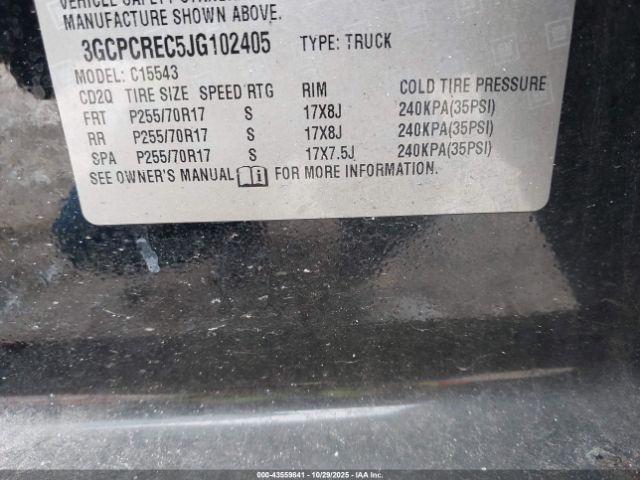 VEHICLE SAFETY
MANUFACTURE SHOWN ABOVE.
3GCPCREC5JG102405 TYPE: TRUCK
MODEL: C15543
CD2Q TIRE SIZE SPEED RTG RIM COLD TIRE PRESSURE
FRT P255/70R17 S 17X8J 240KPA(35PSI)
RR P255/70R17 S 17X8J 240KPA(35PSI)
SPA P255/70R17 S 17X7.5J 240KPA(35PSI)
SEE OWNER'S MANUAL i FOR MORE INFORMATION.
000-43559841 | 10/29/2025 | IAA, Inc.